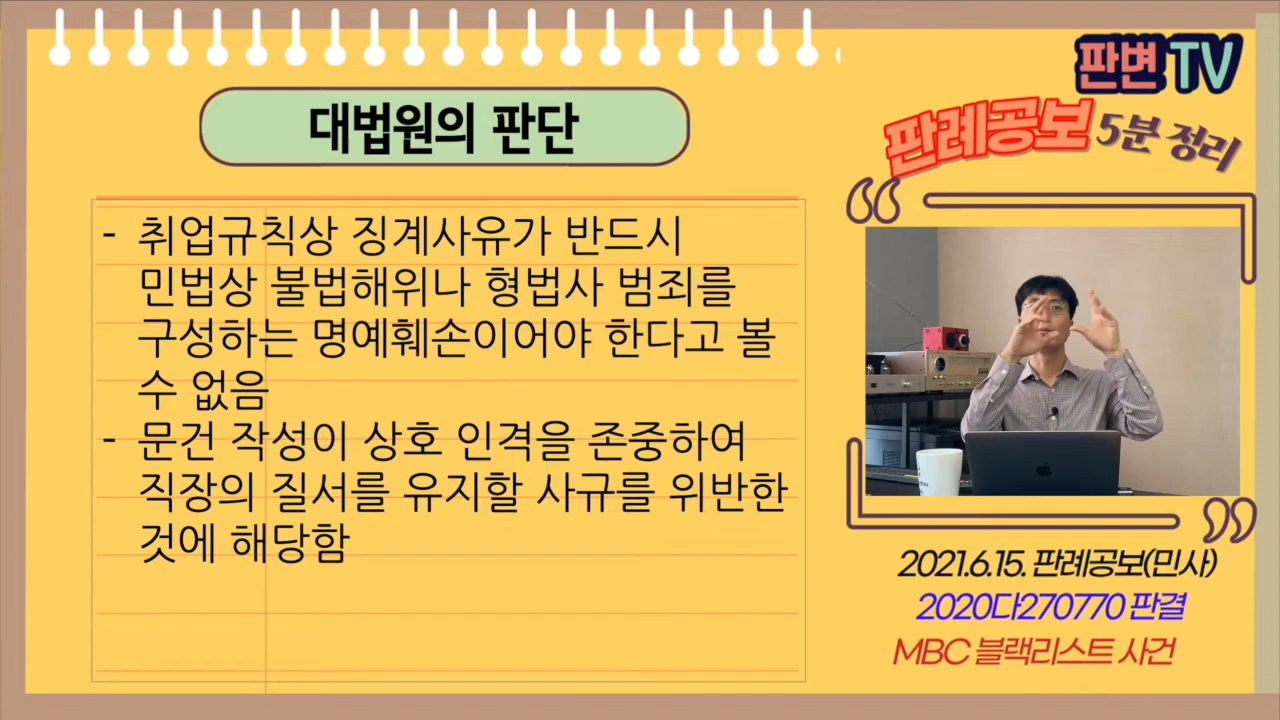 판변 TV
판례공보 5분 정리
대법원의 판단
- 취업규칙상 징계사유가 반드시
민법상 불법해위나 형법사 범죄를
구성하는 명예훼손이어야 한다고 볼
수 없음
- 문건 작성이 상호 인격을 존중하여
직장의 질서를 유지할 사규를 위반한
것에 해당함
2021.6.15. 판례공보(민사)
2020다270770 판결
MBC 블랙리스트 사건